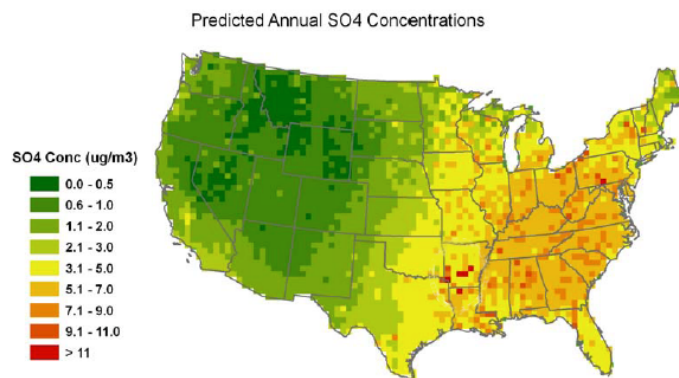 Predicted Annual SO4 Concentrations
SO4 Conc (ug/m3)
0.0 - 0.5
0.6 - 1.0
1.1 - 2.0
2.1 - 3.0
3.1 - 5.0
5.1 - 7.0
7.1 - 9.0
9.1 - 11.0
> 11